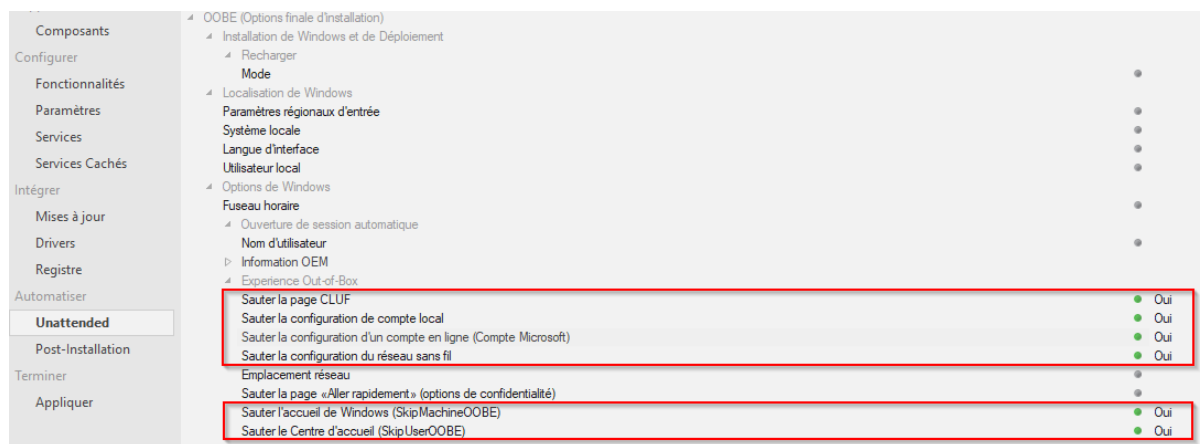 Composants
Configurer
Fonctionnalités
Paramètres
Services
Services Cachés
Intégrer
Mises à jour
Drivers
Registre
Automatiser
Unattended
Post-Installation
Terminer
Appliquer
OOBE (Options finale d'installation)
Installation de Windows et de Déploiement
Recharger
Mode
Localisation de Windows
Paramètres régionaux d'entrée
Système locale
Langue d'interface
Utilisateur local
Options de Windows
Fuseau horaire
Ouverture de session automatique
Nom d'utilisateur
Information OEM
Experience Out-of-Box
Sauter la page CLUF Oui
Sauter la configuration de compte local Oui
Sauter la configuration d'un compte en ligne (Compte Microsoft) Oui
Sauter la configuration du réseau sans fil Oui
Emplacement réseau
Sauter la page «Aller rapidement» (options de confidentialité)
Sauter l'accueil de Windows (SkipMachineOOBE) Oui
Sauter le Centre d'accueil (SkipUserOOBE) Oui